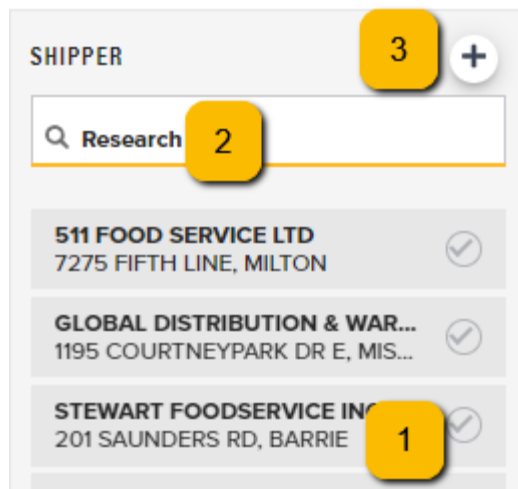 SHIPPER
3
+
Research
2
511 FOOD SERVICE LTD
7275 FIFTH LINE, MILTON
GLOBAL DISTRIBUTION & WAR...
1195 COURTNEYPARK DR E, MIS...
STEWART FOODSERVICE IN
201 SAUNDERS RD, BARRIE
1